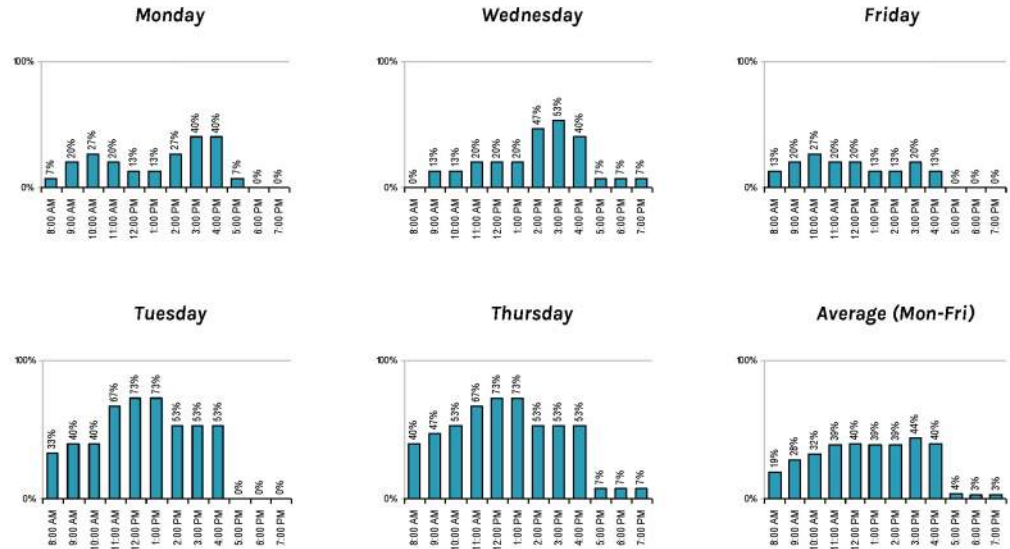 Monday
100%
7% 20% 27% 20% 13% 13% 27% 40% 40% 7% 0% 0%
0%
8:00 AM 9:00 AM 10:00 AM 11:00 AM 12:00 PM 1:00 PM 2:00 PM 3:00 PM 4:00 PM 5:00 PM 6:00 PM 7:00 PM
Wednesday
100%
0% 13% 13% 20% 20% 20% 47% 53% 40% 7% 7% 7%
0%
8:00 AM 9:00 AM 10:00 AM 11:00 AM 12:00 PM 1:00 PM 2:00 PM 3:00 PM 4:00 PM 5:00 PM 6:00 PM 7:00 PM
Friday
100%
13% 20% 27% 20% 20% 13% 13% 20% 13% 0% 0% 0%
0%
8:00 AM 9:00 AM 10:00 AM 11:00 AM 12:00 PM 1:00 PM 2:00 PM 3:00 PM 4:00 PM 5:00 PM 6:00 PM 7:00 PM
Tuesday
100%
33% 40% 40% 67% 73% 73% 53% 53% 53% 0% 0% 0%
0%
8:00 AM 9:00 AM 10:00 AM 11:00 AM 12:00 PM 1:00 PM 2:00 PM 3:00 PM 4:00 PM 5:00 PM 6:00 PM 7:00 PM
Thursday
100%
40% 47% 53% 67% 73% 73% 53% 53% 53% 7% 7% 7%
0%
8:00 AM 9:00 AM 10:00 AM 11:00 AM 12:00 PM 1:00 PM 2:00 PM 3:00 PM 4:00 PM 5:00 PM 6:00 PM 7:00 PM
Average (Mon-Fri)
100%
19% 28% 32% 39% 40% 39% 39% 44% 40% 4% 3% 3%
0%
8:00 AM 9:00 AM 10:00 AM 11:00 AM 12:00 PM 1:00 PM 2:00 PM 3:00 PM 4:00 PM 5:00 PM 6:00 PM 7:00 PM